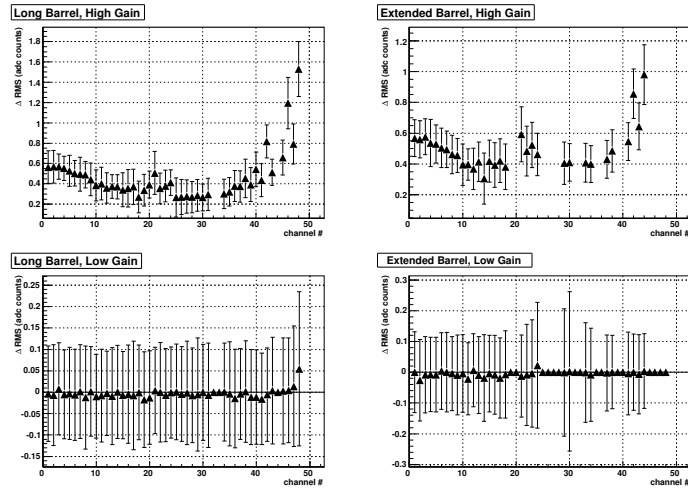 Long Barrel, High Gain
Δ RMS (adc counts)
1.8
1.6
1.4
1.2
1
0.8
0.6
0.4
0.2
0 10 20 30 40 50
channel #
Extended Barrel, High Gain
Δ RMS (adc counts)
1.2
1
0.8
0.6
0.4
0.2
0 10 20 30 40 50
channel #
Long Barrel, Low Gain
Δ RMS (adc counts)
0.25
0.2
0.15
0.1
0.05
0
-0.05
-0.1
-0.15
0 10 20 30 40 50
channel #
Extended Barrel, Low Gain
Δ RMS (adc counts)
0.3
0.2
0.1
0
-0.1
-0.2
-0.3
0 10 20 30 40 50
channel #